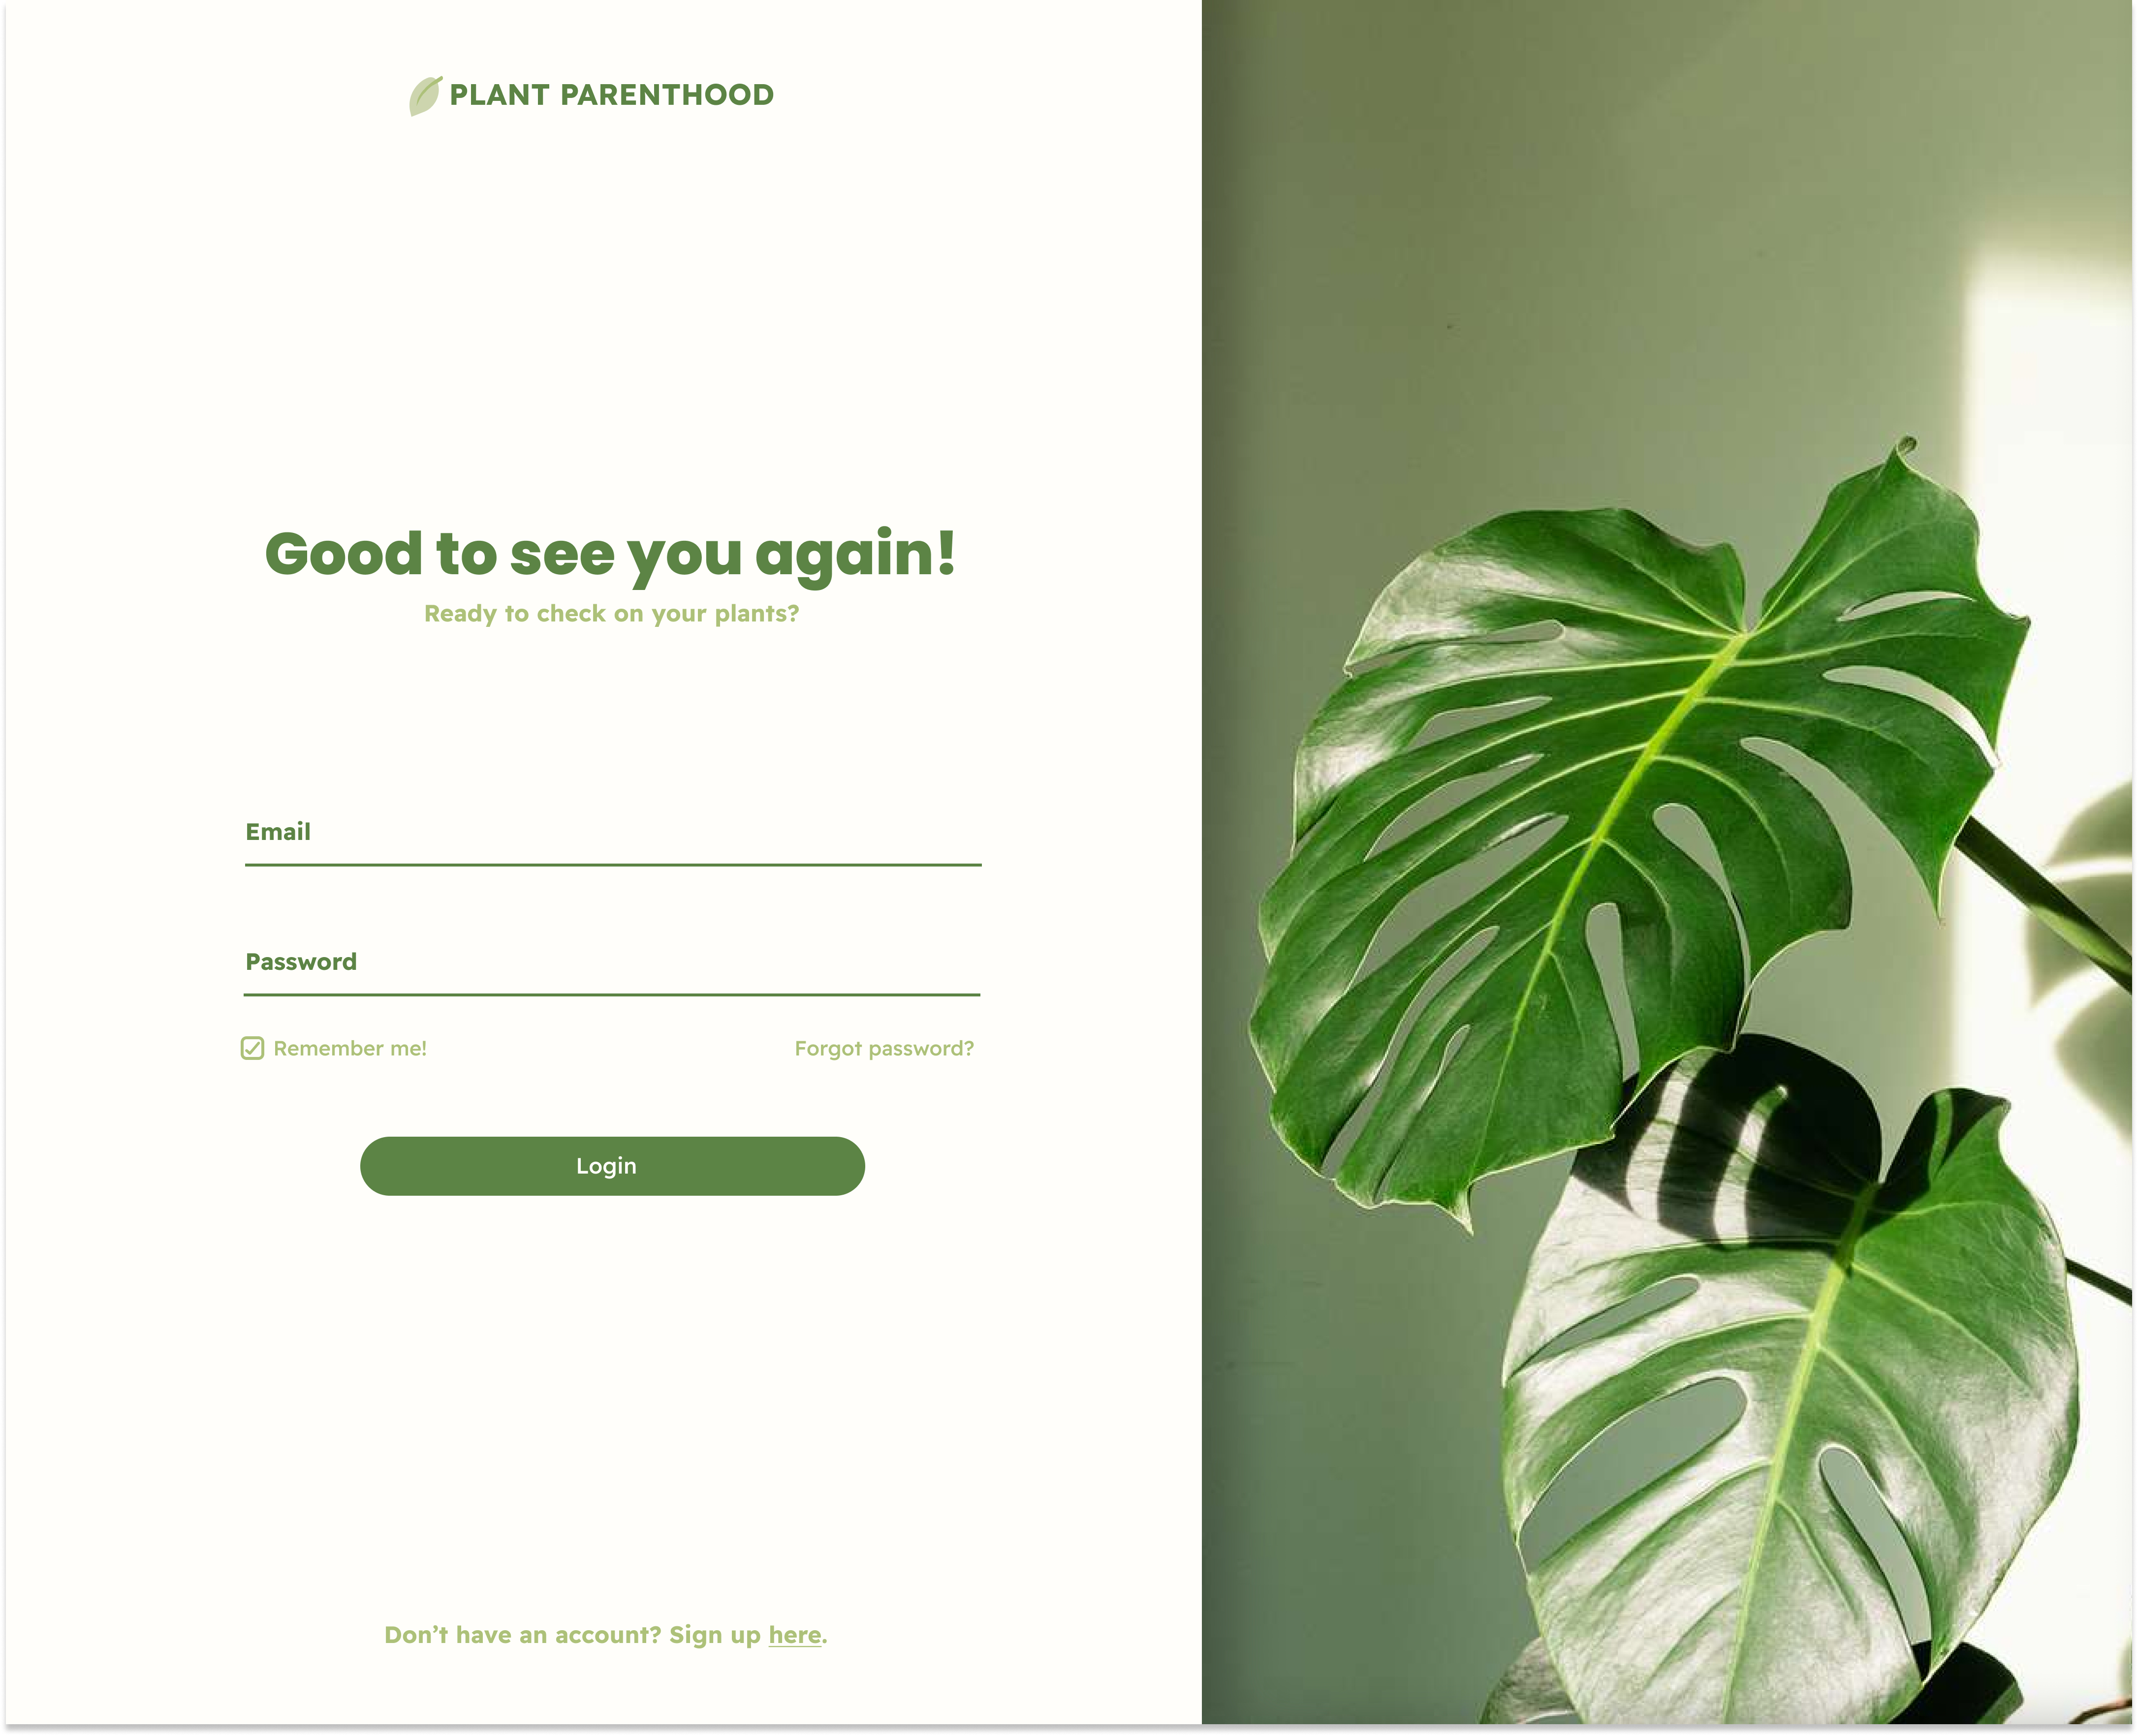 PLANT PARENTHOOD
Good to see you again!
Ready to check on your plants?
Email
Password
Remember me! Forgot password?
Login
Don’t have an account? Sign up here.